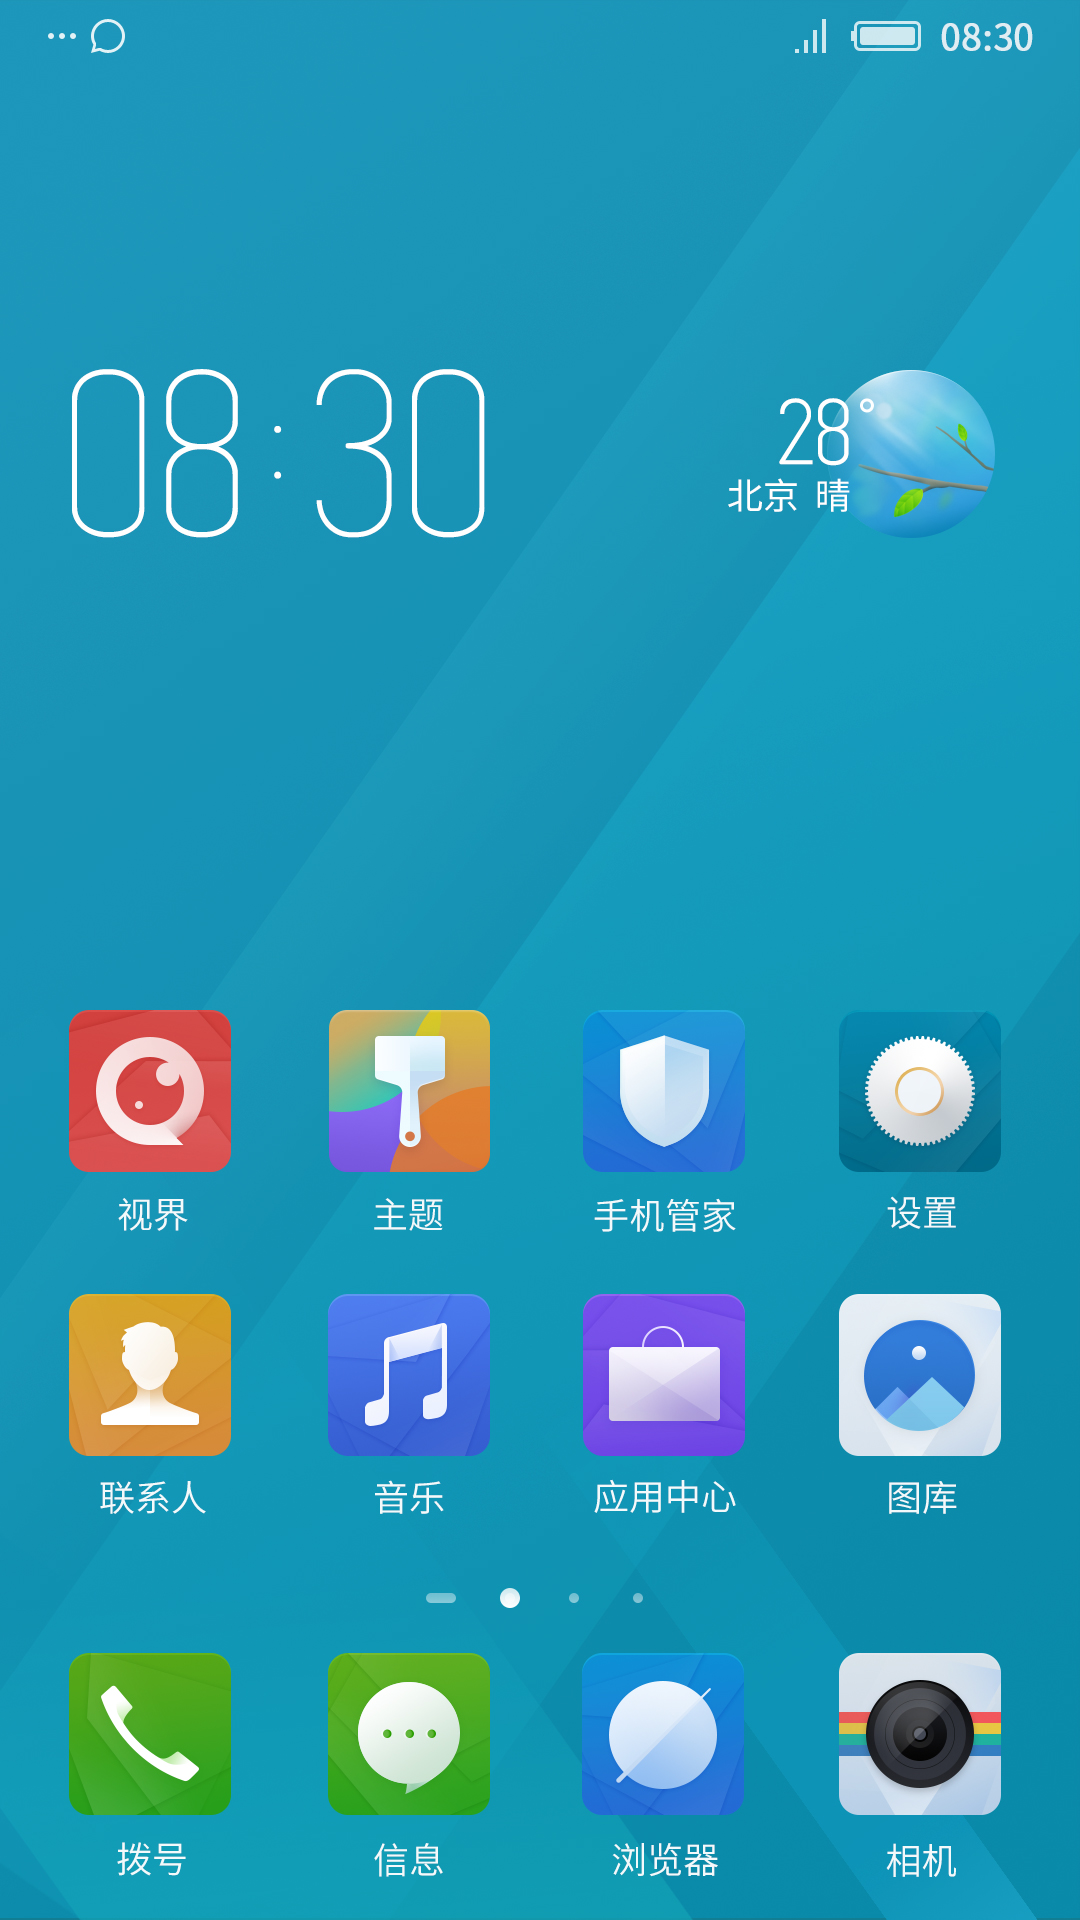 08:30
08:30
28°
北京 晴
视界 主题 手机管家 设置
联系人 音乐 应用中心 图库
拨号 信息 浏览器 相机